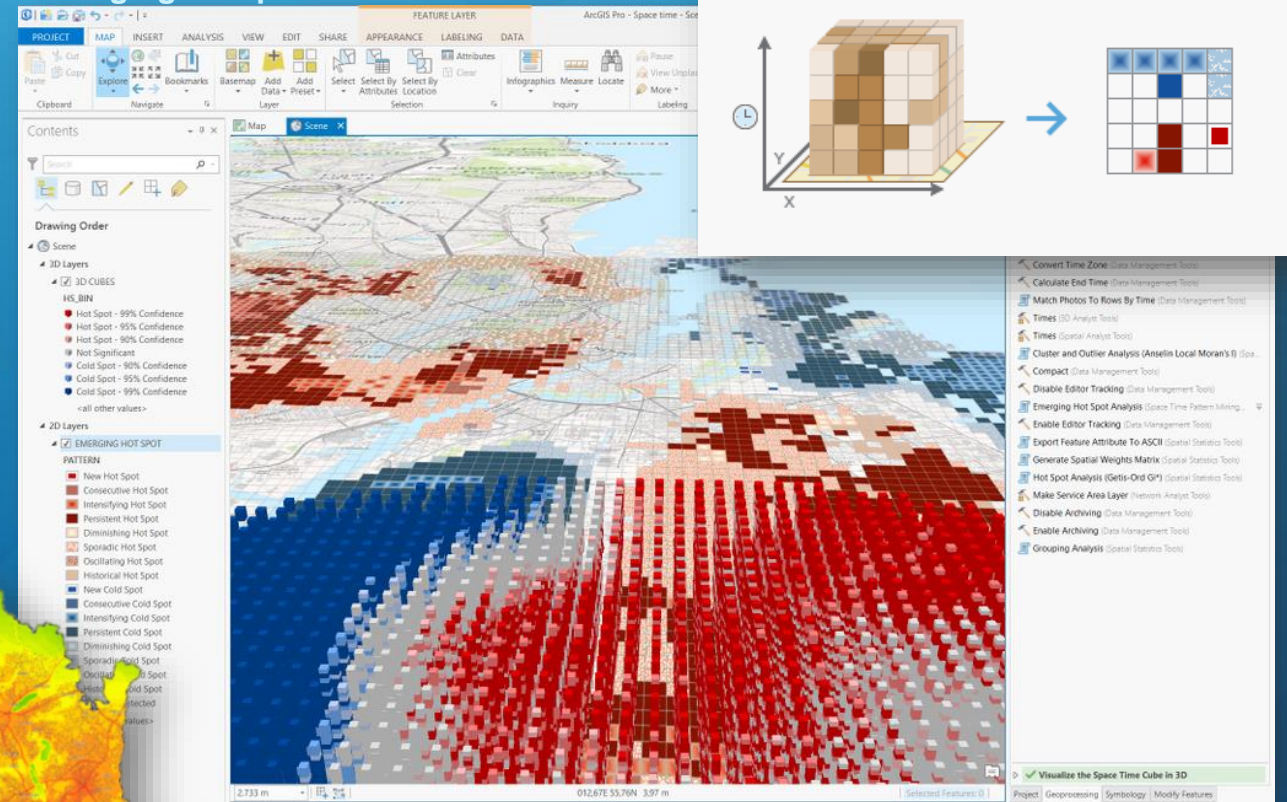 FEATURE LAYER
ArcGIS Pro - Space time - Sce
PROJECT MAP INSERT ANALYSIS VIEW EDIT SHARE APPEARANCE LABELING DATA
Cut
Copy
Paste
Explore
Bookmarks
Basemap
Add Data
Add Preset
Select
Select By Attributes
Select By Location
Attributes
Clear
Infographics
Measure
Locate
Pause
View Unplac
More
Clipboard
Navigate
Layer
Selection
Inquiry
Labeling
Y
X
Contents
Map
Scene
Search
Drawing Order
Scene
3D Layers
3D CUBES
HS_BIN
Hot Spot - 99% Confidence
Hot Spot - 95% Confidence
Hot Spot - 90% Confidence
Not Significant
Cold Spot - 90% Confidence
Cold Spot - 95% Confidence
Cold Spot - 99% Confidence
<all other values>
2D Layers
EMERGING HOT SPOT
PATTERN
New Hot Spot
Consecutive Hot Spot
Intensifying Hot Spot
Persistent Hot Spot
Diminishing Hot Spot
Sporadic Hot Spot
Oscillating Hot Spot
Historical Hot Spot
New Cold Spot
Consecutive Cold Spot
Intensifying Cold Spot
Persistent Cold Spot
Diminishing Cold Spot
Sporadic Cold Spot
Spot
Spot
Convert Time Zone (Data Management Tools)
Calculate End Time (Data Management Tools)
Match Photos To Rows By Time (Data Management Tools)
Times (3D Analyst Tools)
Times (Spatial Analyst Tools)
Cluster and Outlier Analysis (Anselin Local Moran's I) (Spa...
Compact (Data Management Tools)
Disable Editor Tracking (Data Management Tools)
Emerging Hot Spot Analysis (Space Time Pattern Mining...
Enable Editor Tracking (Data Management Tools)
Export Feature Attribute To ASCII (Spatial Statistics Tools)
Generate Spatial Weights Matrix (Spatial Statistics Tools)
Hot Spot Analysis (Getis-Ord Gi*) (Spatial Statistics Tools)
Make Service Area Layer (Network Analyst Tools)
Disable Archiving (Data Management Tools)
Enable Archiving (Data Management Tools)
Grouping Analysis (Spatial Statistics Tools)
Visualize the Space Time Cube in 3D
2.733 m
012,67E 55,76N 3,97 m
Selected Features: 0
Project Geoprocessing Symbology Modify Features